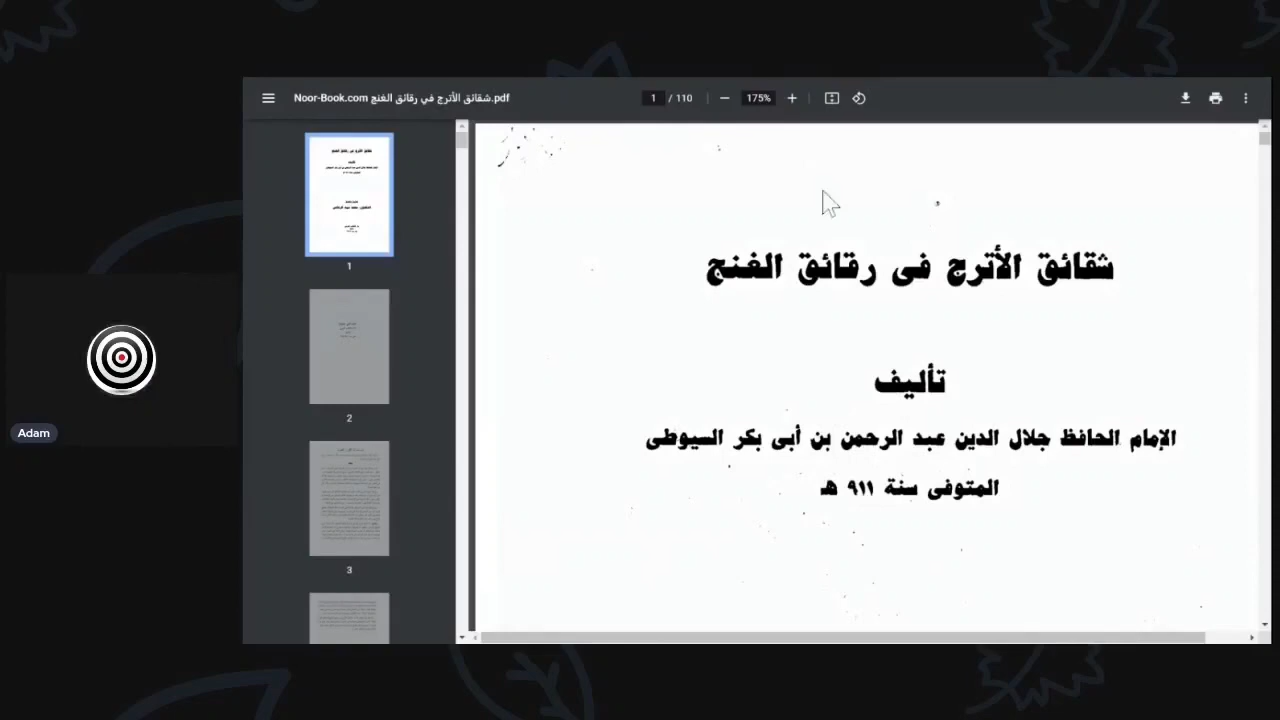 Noor-Book.com شقائق الأترج في رقائق الغنج.pdf
1 / 110
175%
شقائق الأترج فى رقائق الغنج
تأليف
الإمام الحافظ جلال الدين عبد الرحمن بن أبى بكر السيوطى
المتوفى سنة ٩١١ هـ
1
2
3
Adam